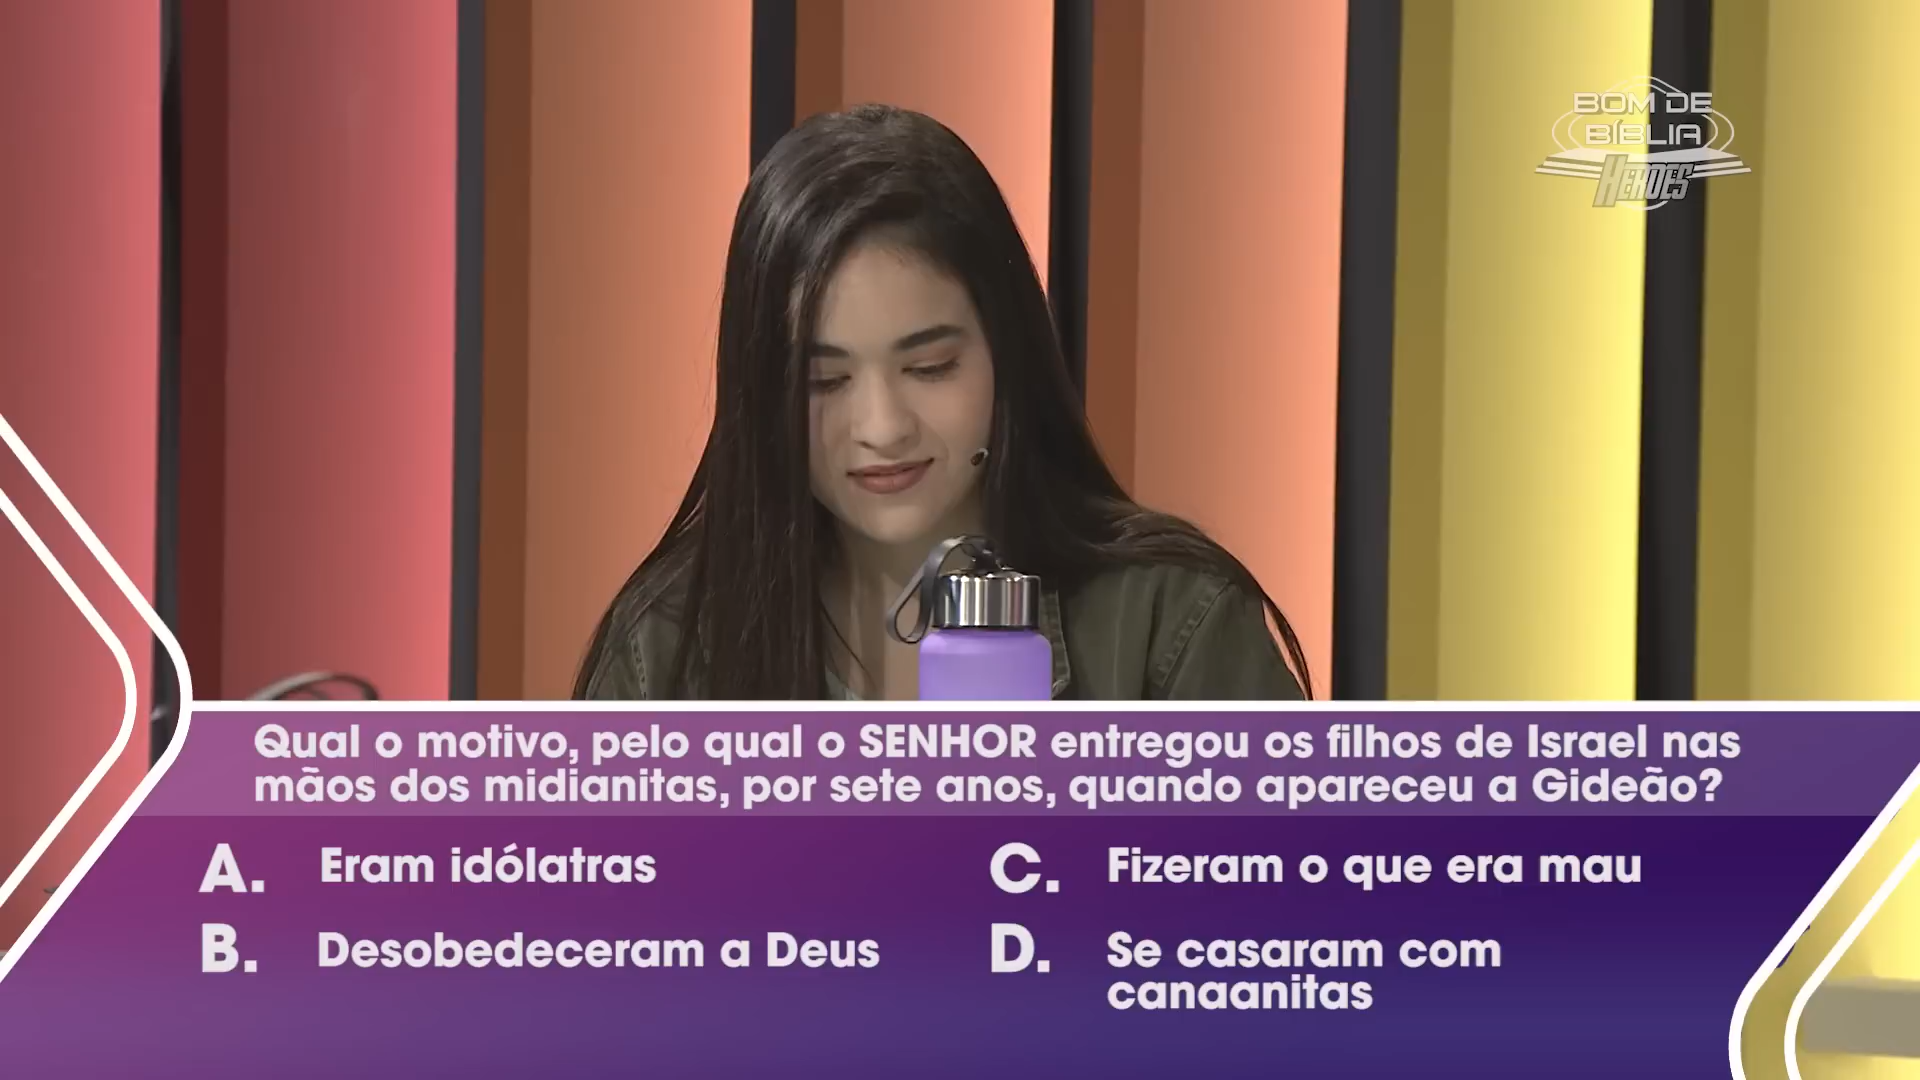 BOM DE
BÍBLIA
HEROES
Qual o motivo, pelo qual o SENHOR entregou os filhos de Israel nas
mãos dos midianitas, por sete anos, quando apareceu a Gideão?
A. Eram idólatras
C. Fizeram o que era mau
B. Desobedeceram a Deus
D. Se casaram com
canaanitas